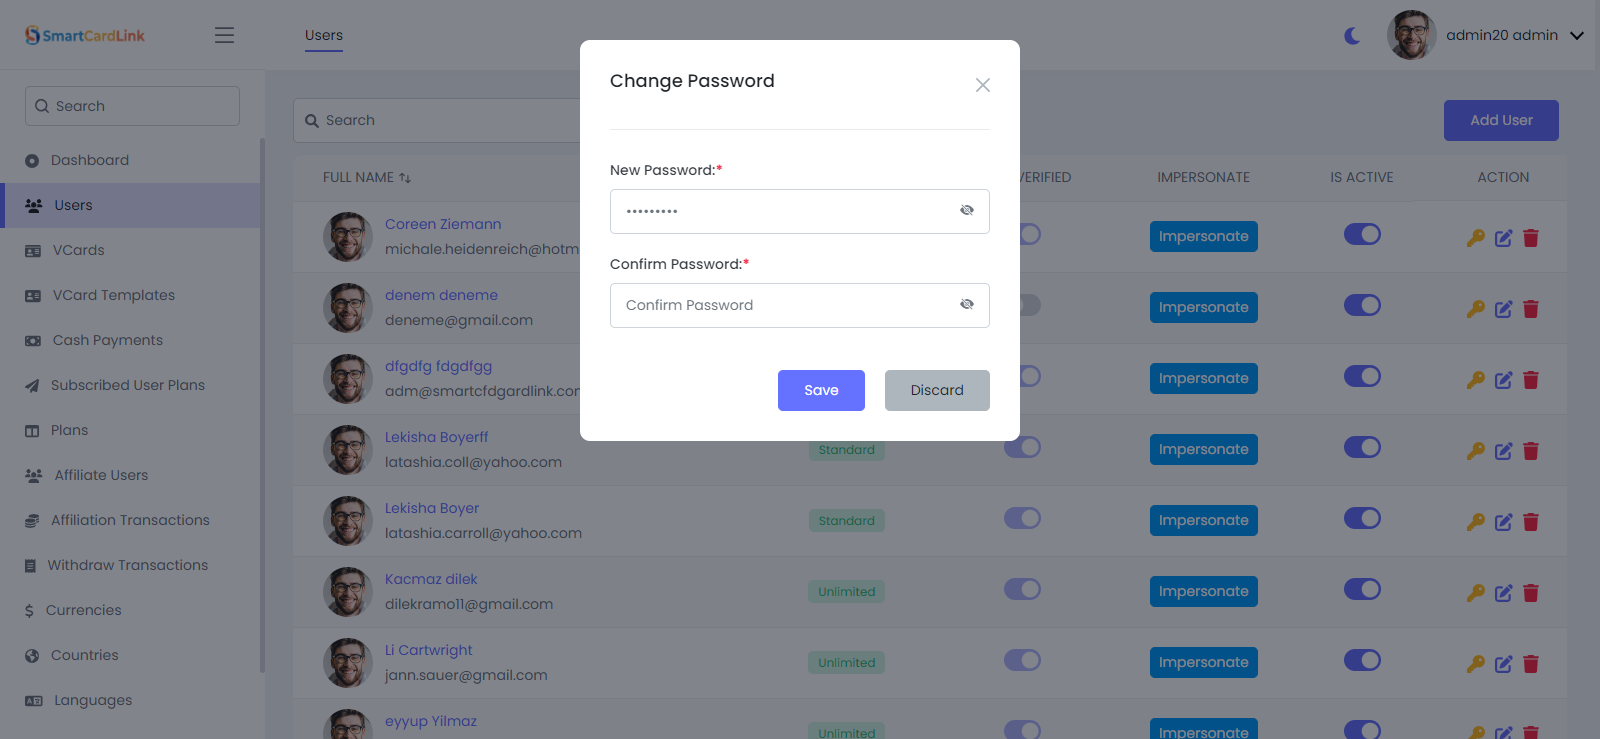 SmartCardLink
Users
admin20 admin
Search
Dashboard
Users
VCards
VCard Templates
Cash Payments
Subscribed User Plans
Plans
Affiliate Users
Affiliation Transactions
Withdraw Transactions
Currencies
Countries
Languages
Search
Add User
FULL NAME
VERIFIED
IMPERSONATE
IS ACTIVE
ACTION
Coreen Ziemann
michale.heidenreich@hotm
Impersonate
denem deneme
deneme@gmail.com
Impersonate
dfgdfg fdgdfgg
adm@smartcfdgardlink.com
Impersonate
Lekisha Boyerff
latashia.coll@yahoo.com
Standard
Impersonate
Lekisha Boyer
latashia.carroll@yahoo.com
Standard
Impersonate
Kacmaz dilek
dilekramo11@gmail.com
Unlimited
Impersonate
Li Cartwright
jann.sauer@gmail.com
Unlimited
Impersonate
eyyup Yilmaz
Unlimited
Impersonate
Change Password
New Password:*
•••••••••
Confirm Password:*
Confirm Password
Save
Discard